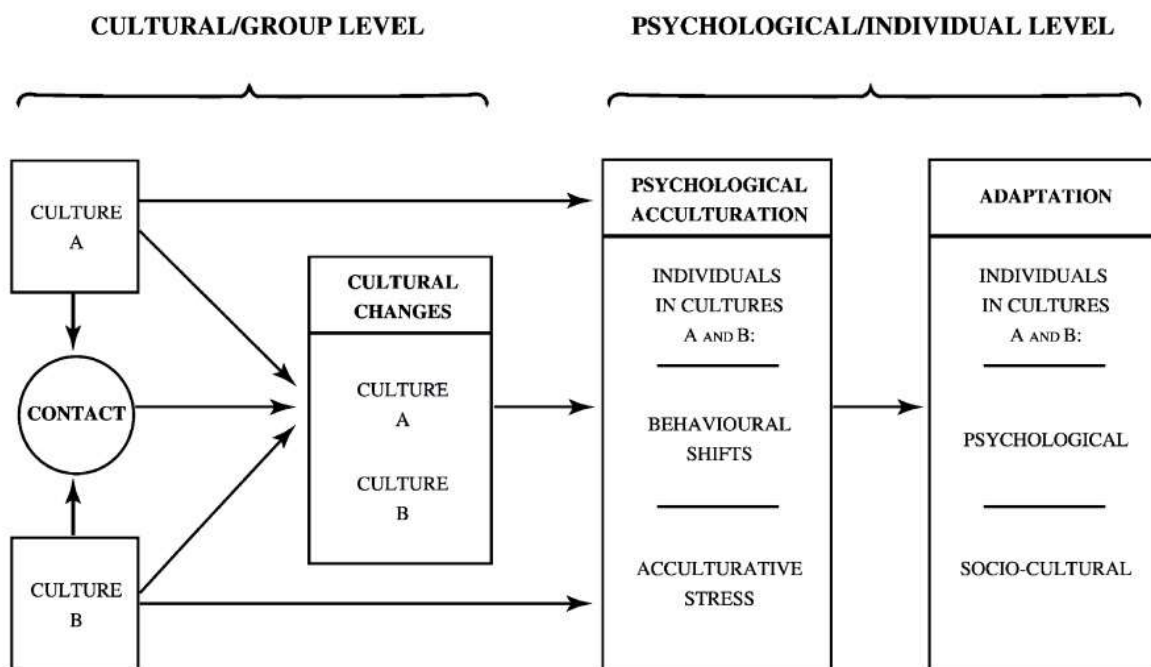 CULTURAL/GROUP LEVEL
PSYCHOLOGICAL/INDIVIDUAL LEVEL
CULTURE
A
CONTACT
CULTURE
B
CULTURAL
CHANGES
CULTURE
A
CULTURE
B
PSYCHOLOGICAL
ACCULTURATION
INDIVIDUALS
IN CULTURES
A AND B:
BEHAVIOURAL
SHIFTS
ACCULTURATIVE
STRESS
ADAPTATION
INDIVIDUALS
IN CULTURES
A AND B:
PSYCHOLOGICAL
SOCIO-CULTURAL